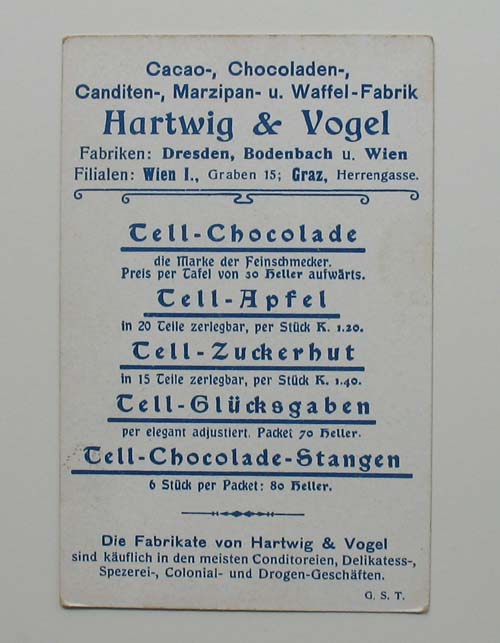 Cacao-, Chocoladen-,
Canditen-, Marzipan- u. Waffel-Fabrik
Hartwig & Vogel
Fabriken: Dresden, Bodenbach u. Wien
Filialen: Wien I., Graben 15; Graz, Herrengasse.
Tell-Chocolade
die Marke der Feinschmecker.
Preis per Tafel von 30 Heller aufwärts.
Tell-Apfel
in 20 Teile zerlegbar, per Stück K. 1.20.
Tell-Zuckerhut
in 15 Teile zerlegbar, per Stück K. 1.40.
Tell-Glücksgaben
per elegant adjustiert. Packet 70 Heller.
Tell-Chocolade-Stangen
6 Stück per Packet: 80 Heller.
Die Fabrikate von Hartwig & Vogel
sind käuflich in den meisten Conditoreien, Delikatess-,
Spezerei-, Colonial- und Drogen-Geschäften.
G. S. T.